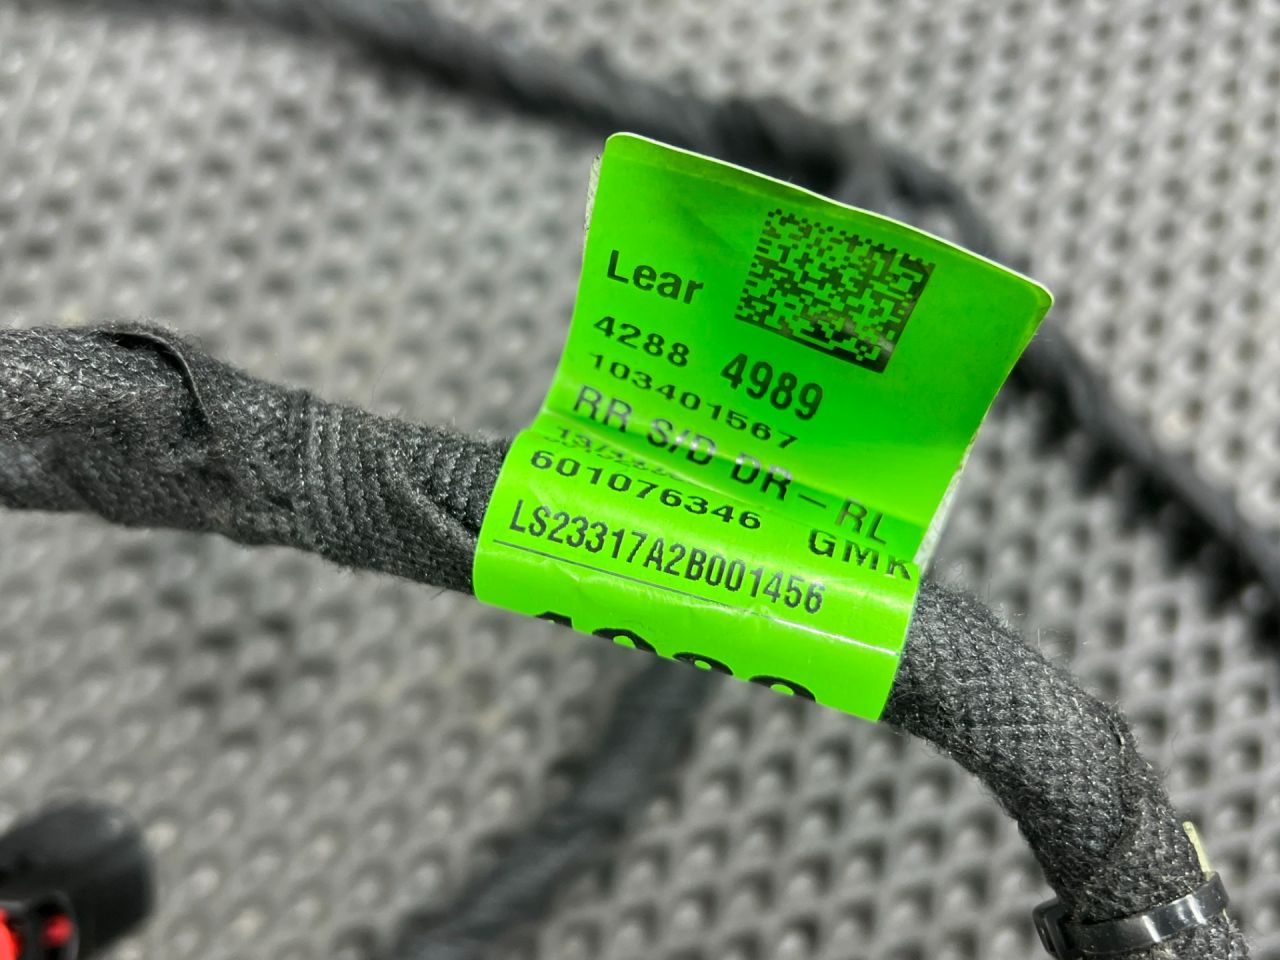 Lear
4288 4989
103401567
RR S/D DR-RL
601076346
GMK
LS23317A2B001456